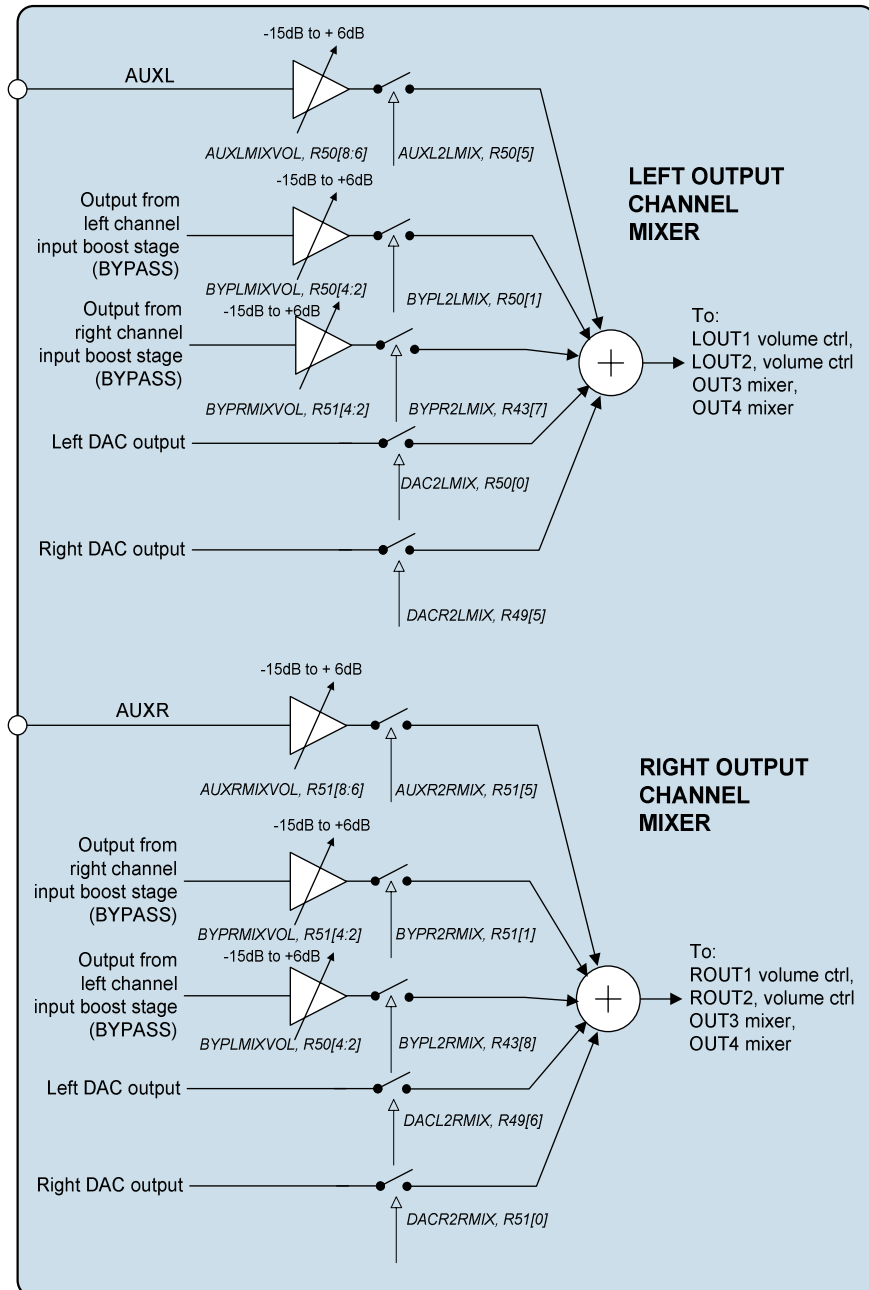 -15dB to + 6dB
AUXL
AUXLMIXVOL, R50[8:6]
AUXL2LMIX, R50[5]
LEFT OUTPUT
CHANNEL
MIXER
Output from
left channel
input boost stage
(BYPASS)
-15dB to +6dB
BYPLMIXVOL, R50[4:2]
BYPL2LMIX, R50[1]
Output from
right channel
input boost stage
(BYPASS)
-15dB to +6dB
BYPRMIXVOL, R51[4:2]
BYPR2LMIX, R43[7]
To:
LOUT1 volume ctrl,
LOUT2, volume ctrl
OUT3 mixer,
OUT4 mixer
Left DAC output
DAC2LMIX, R50[0]
Right DAC output
DACR2LMIX, R49[5]
-15dB to + 6dB
AUXR
AUXRMIXVOL, R51[8:6]
AUXR2RMIX, R51[5]
RIGHT OUTPUT
CHANNEL
MIXER
Output from
right channel
input boost stage
(BYPASS)
-15dB to +6dB
BYPRMIXVOL, R51[4:2]
BYPR2RMIX, R51[1]
Output from
left channel
input boost stage
(BYPASS)
-15dB to +6dB
BYPLMIXVOL, R50[4:2]
BYPL2RMIX, R43[8]
To:
ROUT1 volume ctrl,
ROUT2, volume ctrl
OUT3 mixer,
OUT4 mixer
Left DAC output
DACL2RMIX, R49[6]
Right DAC output
DACR2RMIX, R51[0]